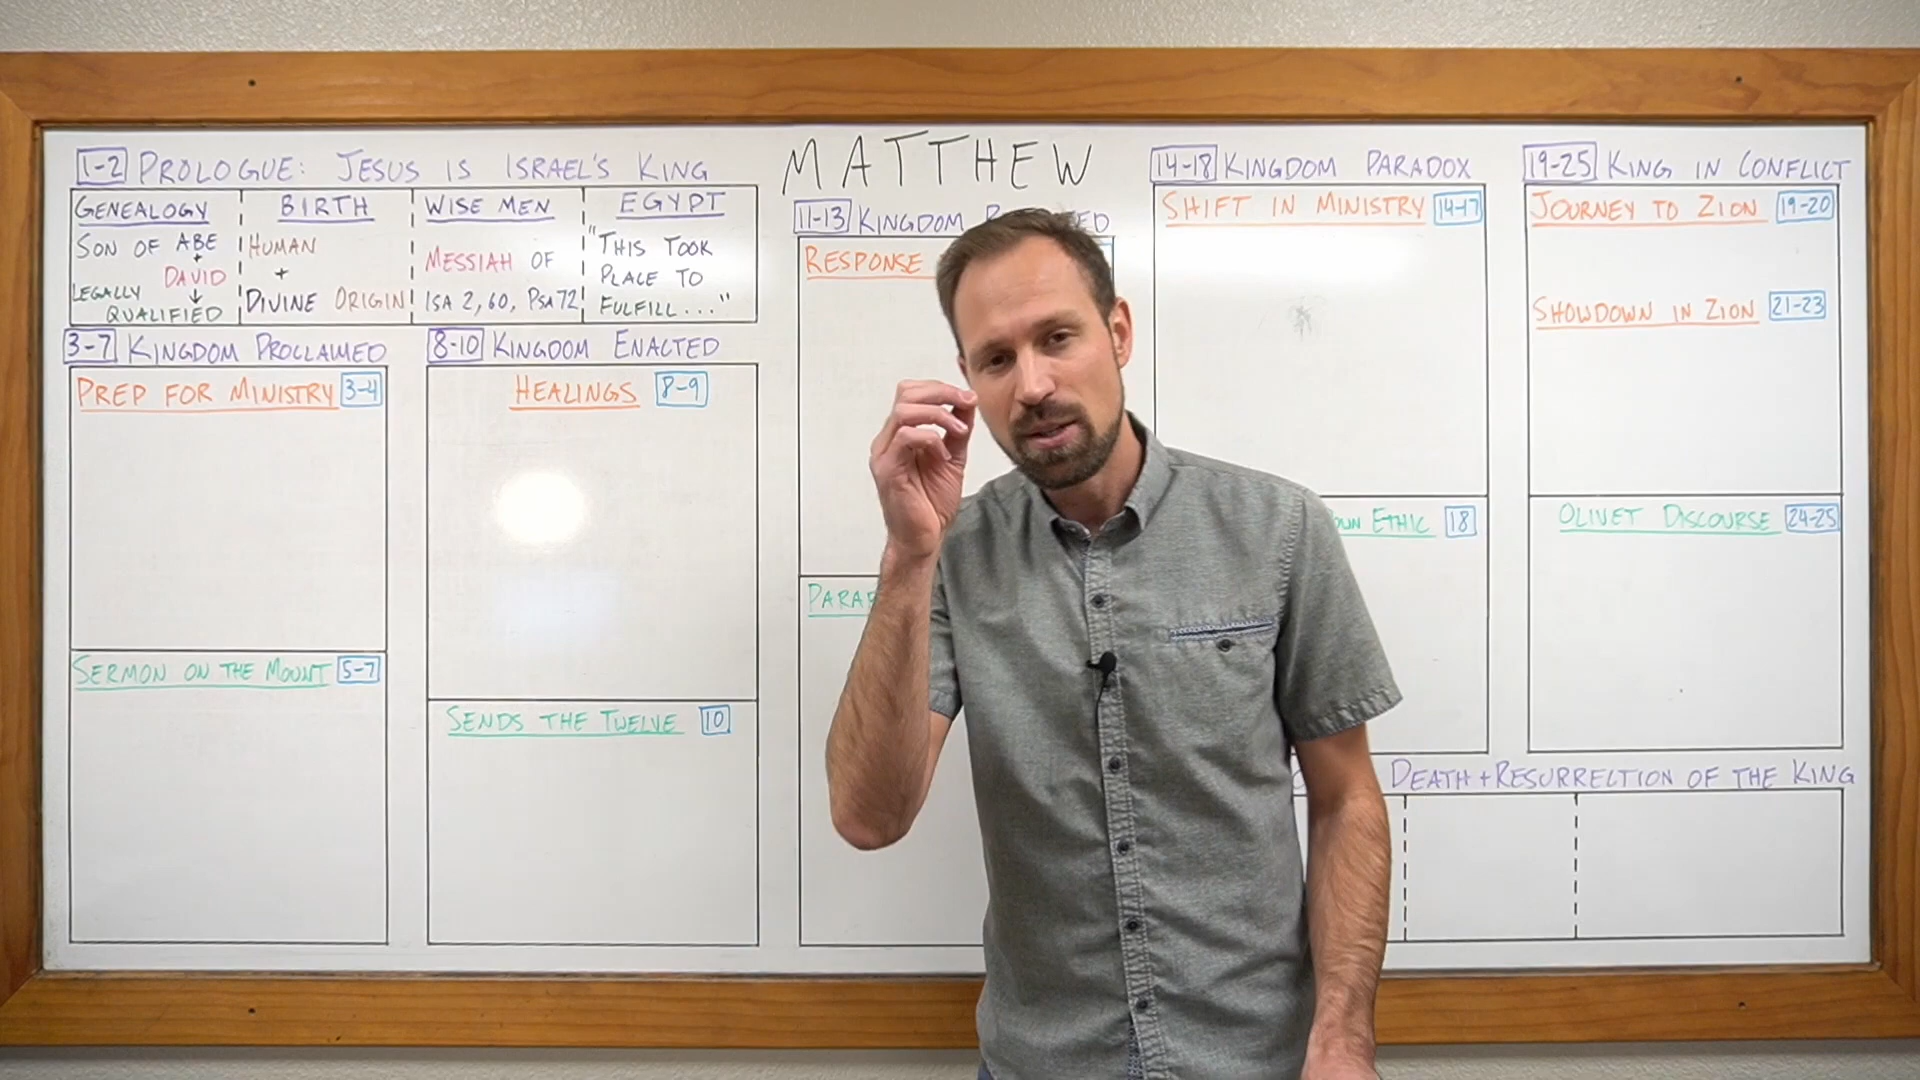 MATTHEW
1-2 PROLOGUE: JESUS IS ISRAEL'S KING
GENEALOGY
SON OF ABE
+
DAVID
↓
LEGALLY
QUALIFIED
BIRTH
HUMAN
+
DIVINE ORIGIN
WISE MEN
MESSIAH OF
ISA 2, 60, PSA 72
EGYPT
"THIS TOOK
PLACE TO
FULFILL..."
3-7 KINGDOM PROCLAIMED
PREP FOR MINISTRY 3-4
SERMON ON THE MOUNT 5-7
8-10 KINGDOM ENACTED
HEALINGS 8-9
SENDS THE TWELVE 10
11-13 KINGDOM
RESPONSE
14-18 KINGDOM PARADOX
SHIFT IN MINISTRY 14-17
ETHIC 18
19-25 KING IN CONFLICT
JOURNEY TO ZION 19-20
SHOWDOWN IN ZION 21-23
OLIVET DISCOURSE 24-25
DEATH + RESURRECTION OF THE KING